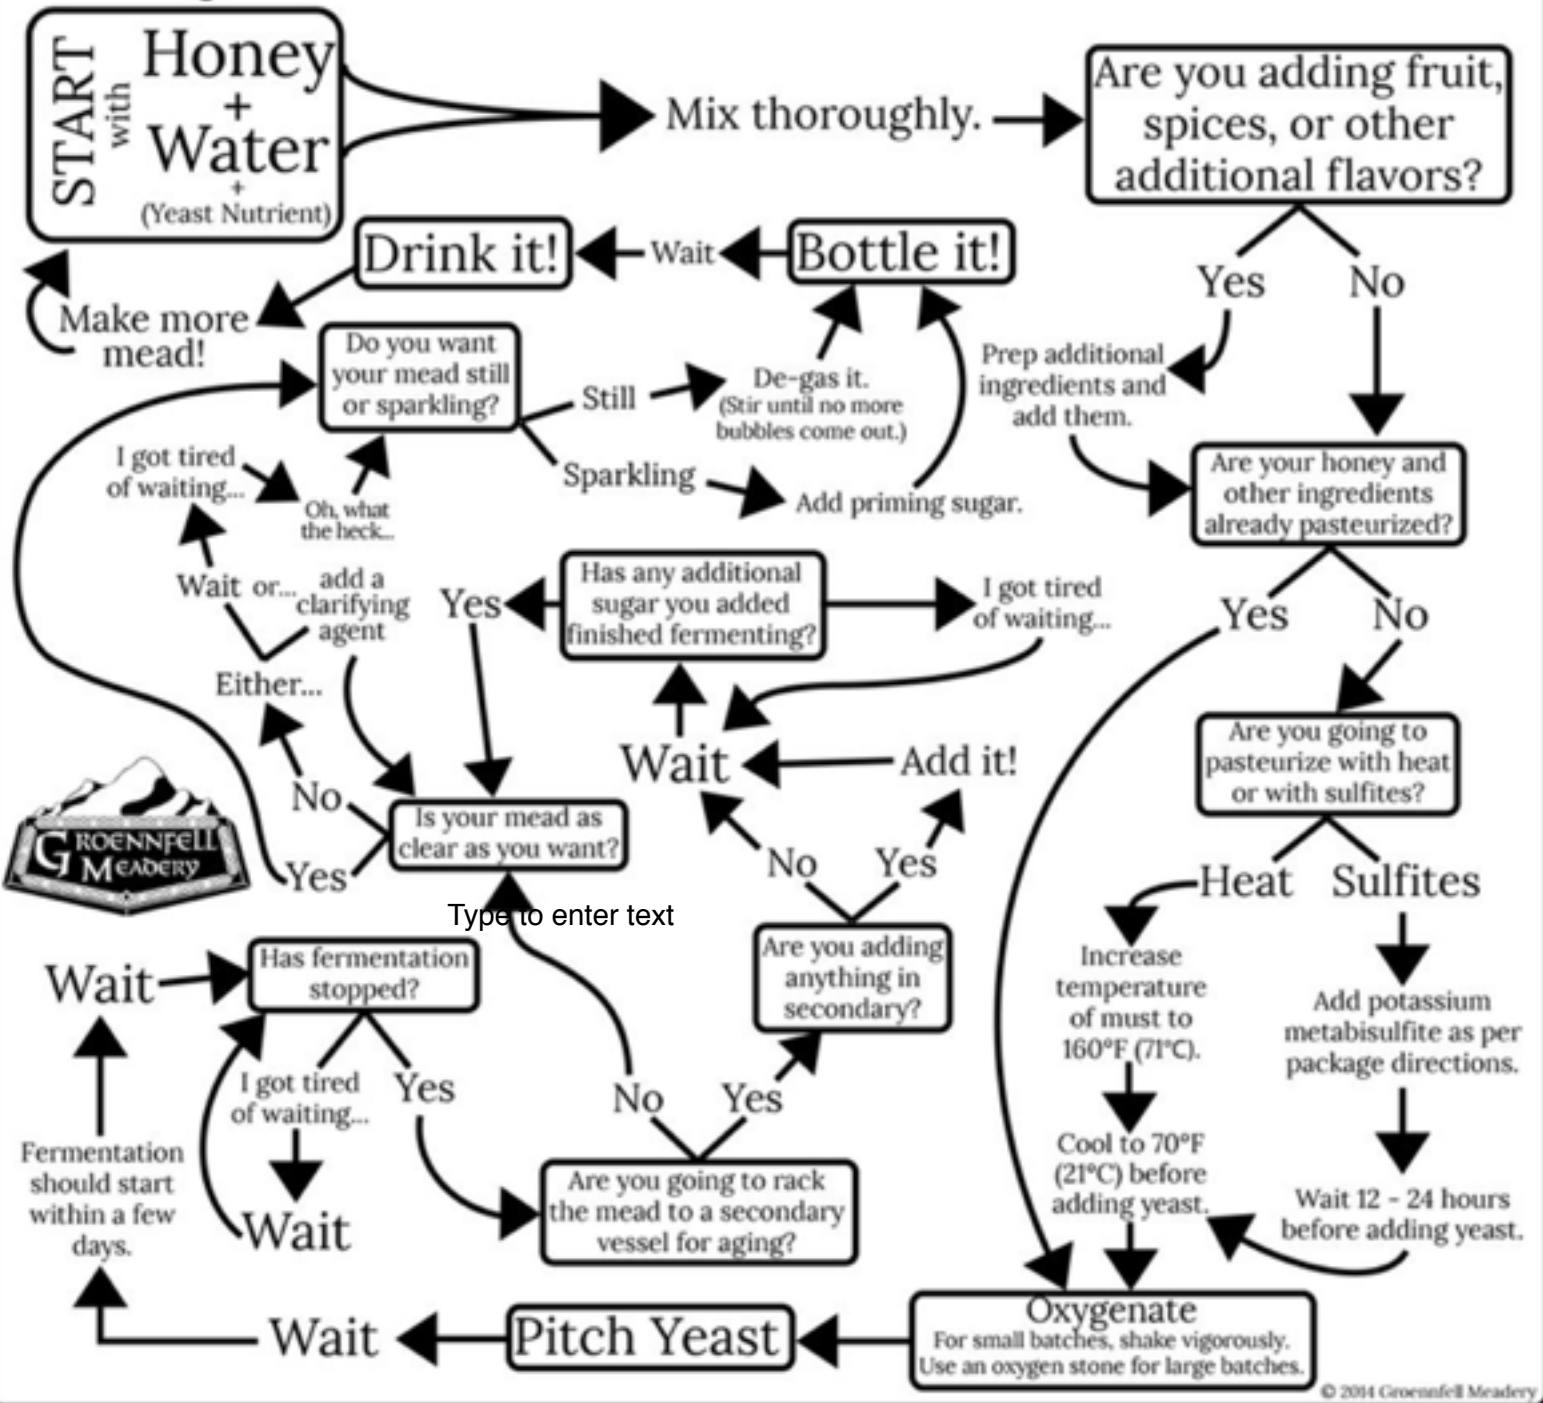 START
with
Honey
+
Water
+
(Yeast Nutrient)
Mix thoroughly.
Are you adding fruit,
spices, or other
additional flavors?
Yes
No
Prep additional
ingredients and
add them.
Are your honey and
other ingredients
already pasteurized?
Yes
No
Are you going to
pasteurize with heat
or with sulfites?
Heat
Sulfites
Increase
temperature
of must to
160°F (71°C).
Cool to 70°F
(21°C) before
adding yeast.
Add potassium
metabisulfite as per
package directions.
Wait 12 - 24 hours
before adding yeast.
Oxygenate
For small batches, shake vigorously.
Use an oxygen stone for large batches.
Pitch Yeast
Wait
Fermentation
should start
within a few
days.
Wait
Has fermentation
stopped?
I got tired
of waiting...
Wait
Yes
Are you going to rack
the mead to a secondary
vessel for aging?
No
Yes
Are you adding
anything in
secondary?
No
Yes
Add it!
Wait
Has any additional
sugar you added
finished fermenting?
I got tired
of waiting...
Yes
Is your mead as
clear as you want?
Type to enter text
No
Yes
Either...
Wait or...
add a
clarifying
agent
I got tired
of waiting...
Oh, what
the heck...
Do you want
your mead still
or sparkling?
Still
De-gas it.
(Stir until no more
bubbles come out.)
Sparkling
Add priming sugar.
Bottle it!
Wait
Drink it!
Make more
mead!
GROENNFELL
MEADERY
© 2014 Groennfell Meadery